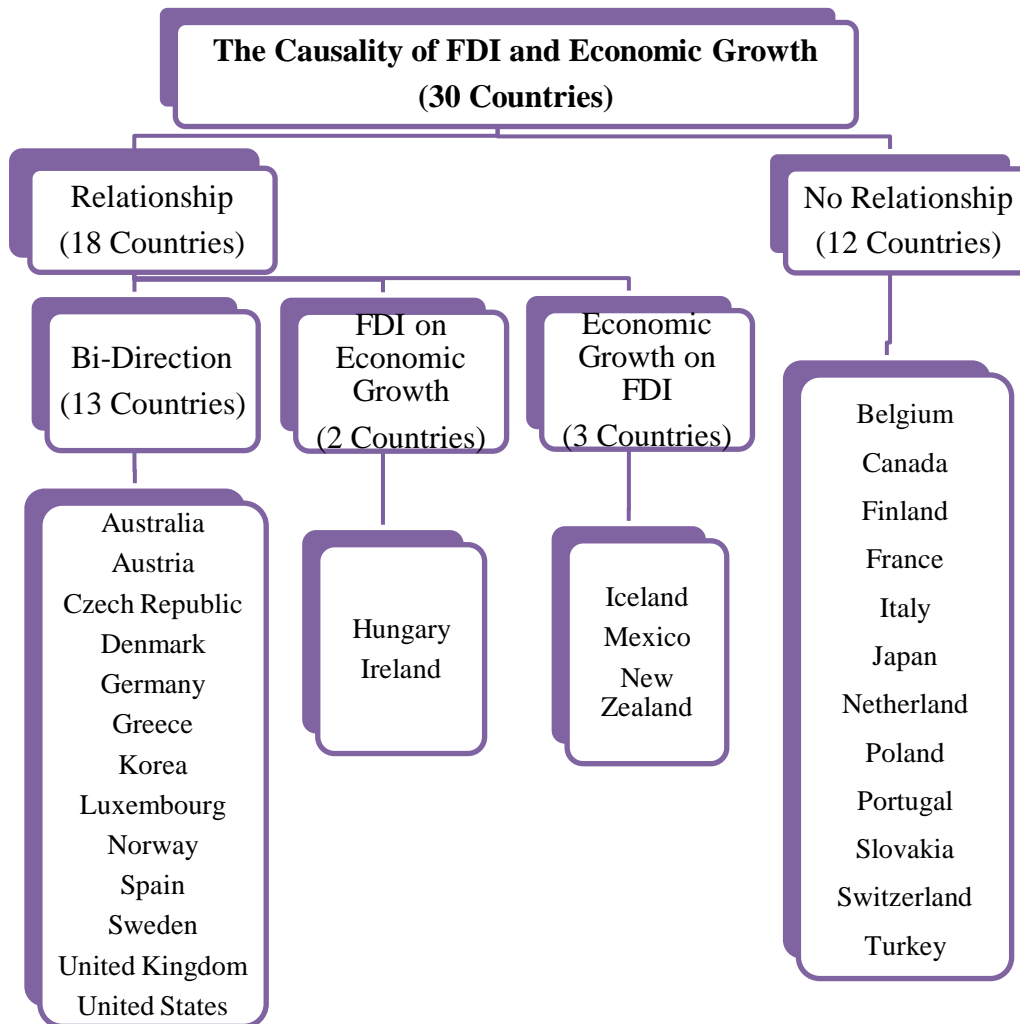 The Causality of FDI and Economic Growth
(30 Countries)
Relationship
(18 Countries)
No Relationship
(12 Countries)
Bi-Direction
(13 Countries)
FDI on
Economic
Growth
(2 Countries)
Economic
Growth on
FDI
(3 Countries)
Australia
Austria
Czech Republic
Denmark
Germany
Greece
Korea
Luxembourg
Norway
Spain
Sweden
United Kingdom
United States
Hungary
Ireland
Iceland
Mexico
New
Zealand
Belgium
Canada
Finland
France
Italy
Japan
Netherland
Poland
Portugal
Slovakia
Switzerland
Turkey